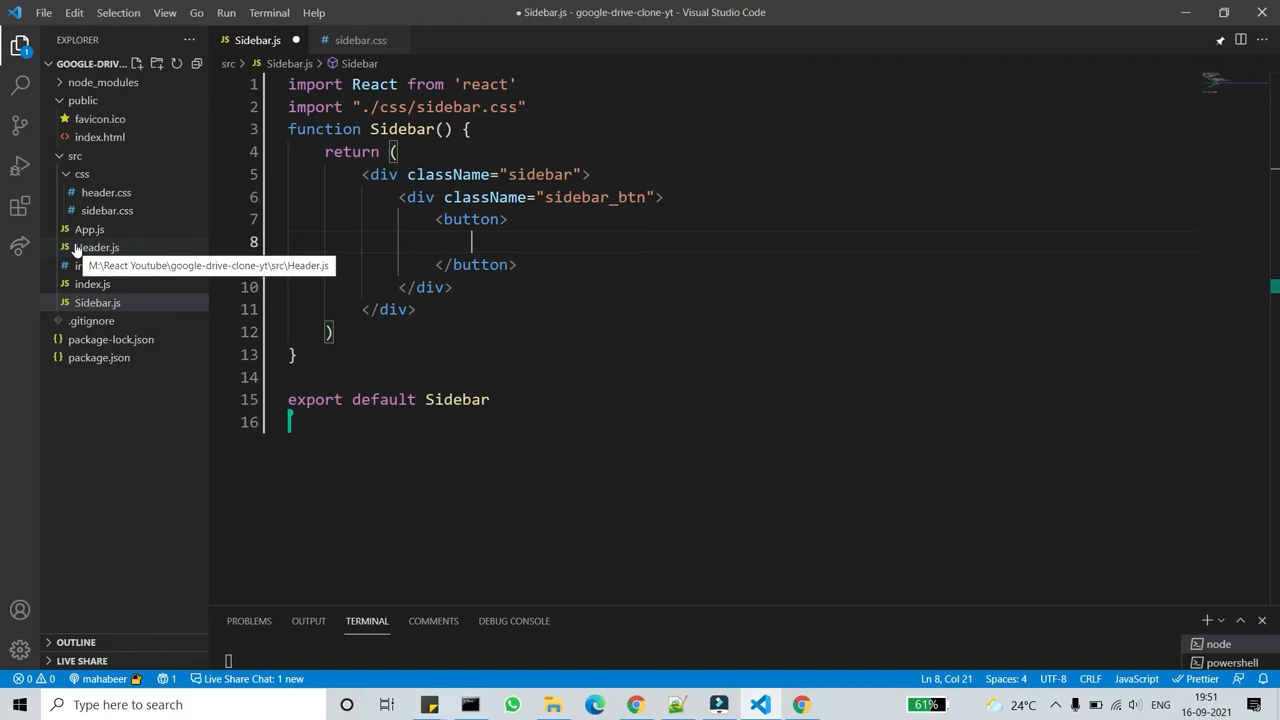 File Edit Selection View Go Run Terminal Help
● Sidebar.js - google-drive-clone-yt - Visual Studio Code
EXPLORER
GOOGLE-DRIV...
node_modules
public
favicon.ico
index.html
src
css
header.css
sidebar.css
App.js
Header.js
M:\React Youtube\google-drive-clone-yt\src\Header.js
index.js
Sidebar.js
.gitignore
package-lock.json
package.json
OUTLINE
LIVE SHARE
Sidebar.js ● sidebar.css
src > Sidebar.js > Sidebar
1 import React from 'react'
2 import "./css/sidebar.css"
3 function Sidebar() {
4 return (
5 <div className="sidebar">
6 <div className="sidebar_btn">
7 <button>
8
</button>
10 </div>
11 </div>
12 )
13 }
14
15 export default Sidebar
16
PROBLEMS OUTPUT TERMINAL COMMENTS DEBUG CONSOLE
node
powershell
0 0 mahabeer 1 Live Share Chat: 1 new Ln 8, Col 21 Spaces: 4 UTF-8 CRLF JavaScript Prettier
Type here to search
61% 24°C ENG
19:51
16-09-2021